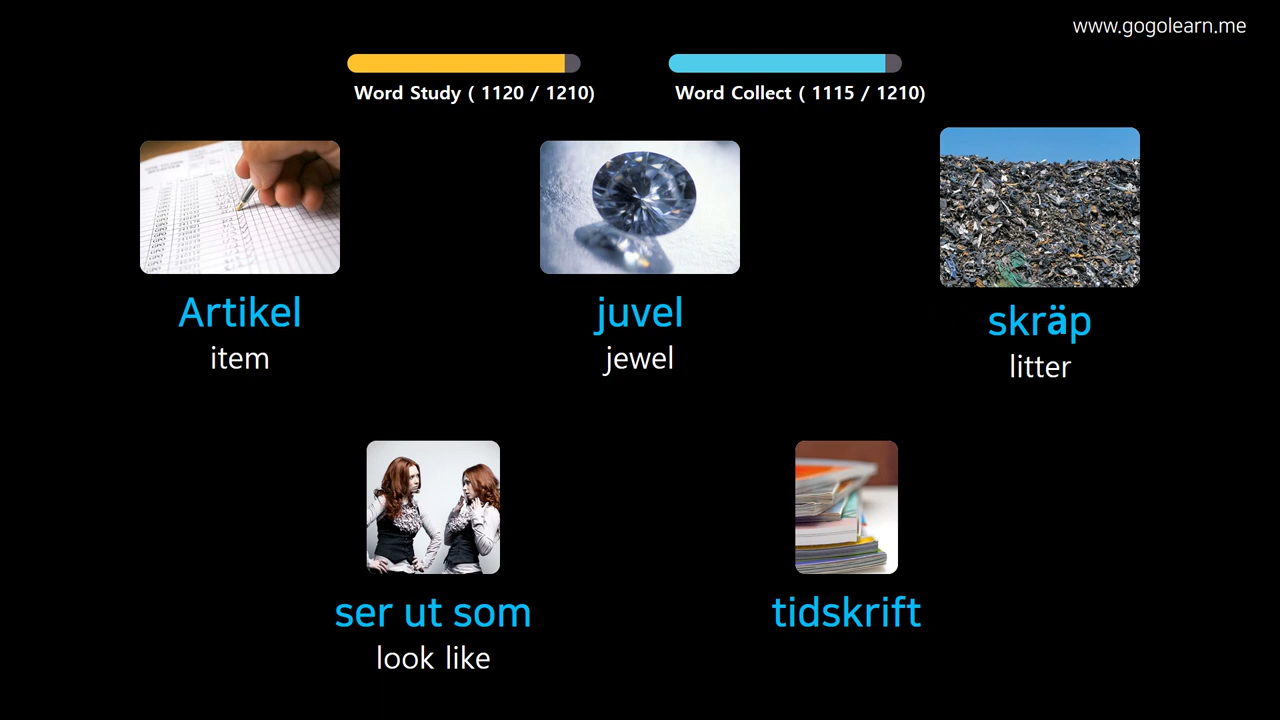 www.gogolearn.me
Word Study ( 1120 / 1210)
Word Collect ( 1115 / 1210)
Artikel
item
juvel
jewel
skräp
litter
ser ut som
look like
tidskrift